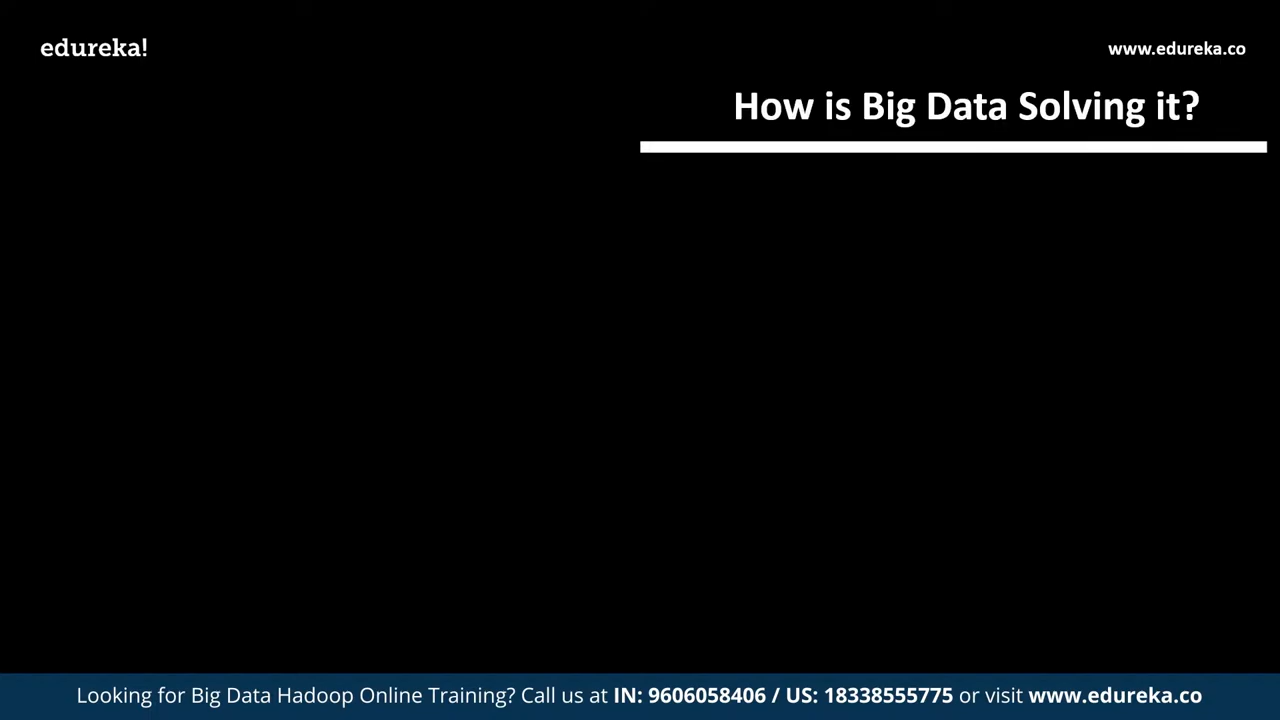 edureka!
www.edureka.co
How is Big Data Solving it?
Looking for Big Data Hadoop Online Training? Call us at IN: 9606058406 / US: 18338555775 or visit www.edureka.co